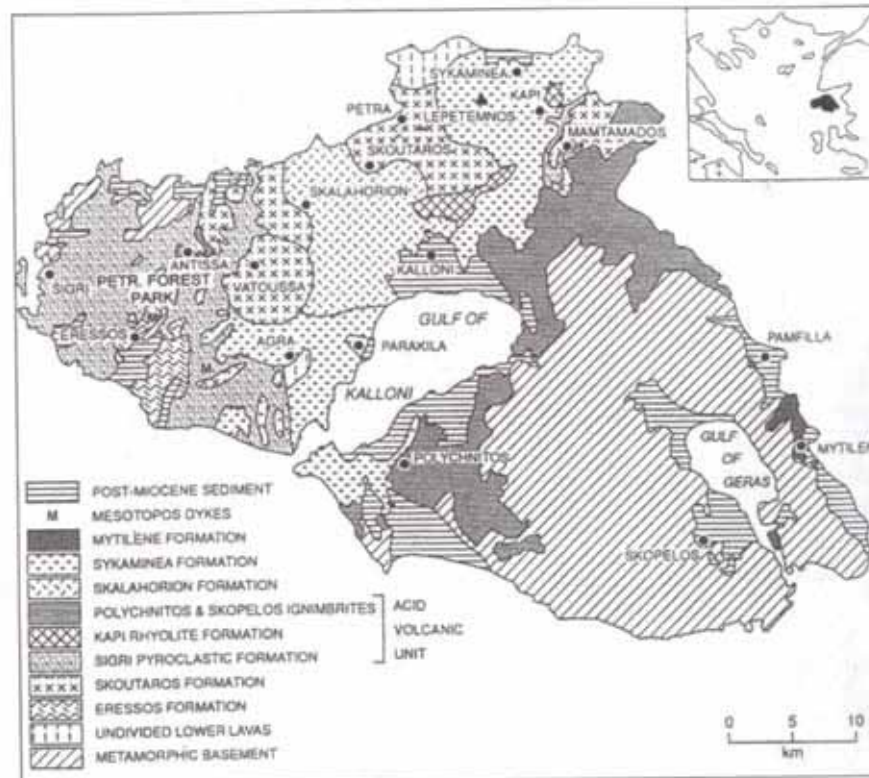 SYKAMINEA
KAPI
PETRA
LEPETEMNOS
MAMTAMADOS
SKOUTAROS
SKALAHORION
ANTISSA
KALLONI
SIGRI
PETR. FOREST
PARK
VATOUSSA
ERESSOS
GULF OF
AGRA
PARAKILA
PAMFILLA
M
KALLONI
GULF
OF
GERAS
MYTILEN
POLYCHNITOS
SKOPELOS
POST-MIOCENE SEDIMENT
M MESOTOPOS DYKES
MYTILENE FORMATION
SYKAMINEA FORMATION
SKALAHORION FORMATION
POLYCHNITOS & SKOPELOS IGNIMBRITES
KAPI RHYOLITE FORMATION
SIGRI PYROCLASTIC FORMATION
ACID
VOLCANIC
UNIT
SKOUTAROS FORMATION
ERESSOS FORMATION
UNDIVIDED LOWER LAVAS
METAMORPHIC BASEMENT
0 5 10
km